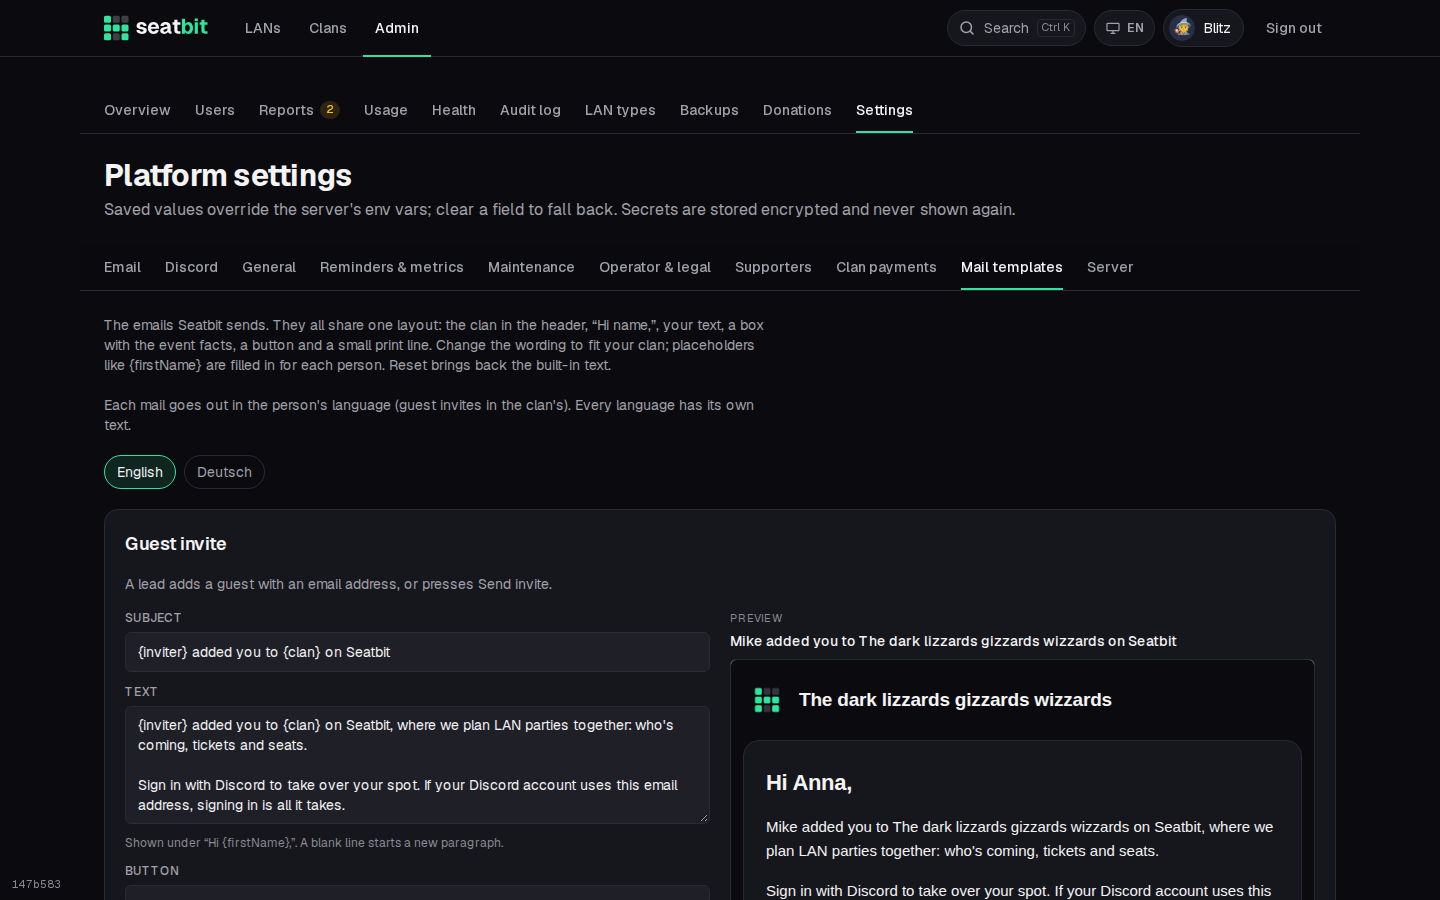 seatbit
LANs
Clans
Admin
Search
Ctrl K
EN
Blitz
Sign out
Overview
Users
Reports 2
Usage
Health
Audit log
LAN types
Backups
Donations
Settings
Platform settings
Saved values override the server's env vars; clear a field to fall back. Secrets are stored encrypted and never shown again.
Email
Discord
General
Reminders & metrics
Maintenance
Operator & legal
Supporters
Clan payments
Mail templates
Server
The emails Seatbit sends. They all share one layout: the clan in the header, “Hi name,”, your text, a box
with the event facts, a button and a small print line. Change the wording to fit your clan; placeholders
like {firstName} are filled in for each person. Reset brings back the built-in text.
Each mail goes out in the person's language (guest invites in the clan's). Every language has its own
text.
English
Deutsch
Guest invite
A lead adds a guest with an email address, or presses Send invite.
SUBJECT
{inviter} added you to {clan} on Seatbit
TEXT
{inviter} added you to {clan} on Seatbit, where we plan LAN parties together: who's
coming, tickets and seats.
Sign in with Discord to take over your spot. If your Discord account uses this email
address, signing in is all it takes.
Shown under “Hi {firstName},”. A blank line starts a new paragraph.
BUTTON
PREVIEW
Mike added you to The dark lizzards gizzards wizzards on Seatbit
The dark lizzards gizzards wizzards
Hi Anna,
Mike added you to The dark lizzards gizzards wizzards on Seatbit, where we
plan LAN parties together: who's coming, tickets and seats.
Sign in with Discord to take over your spot. If your Discord account uses this
147b583